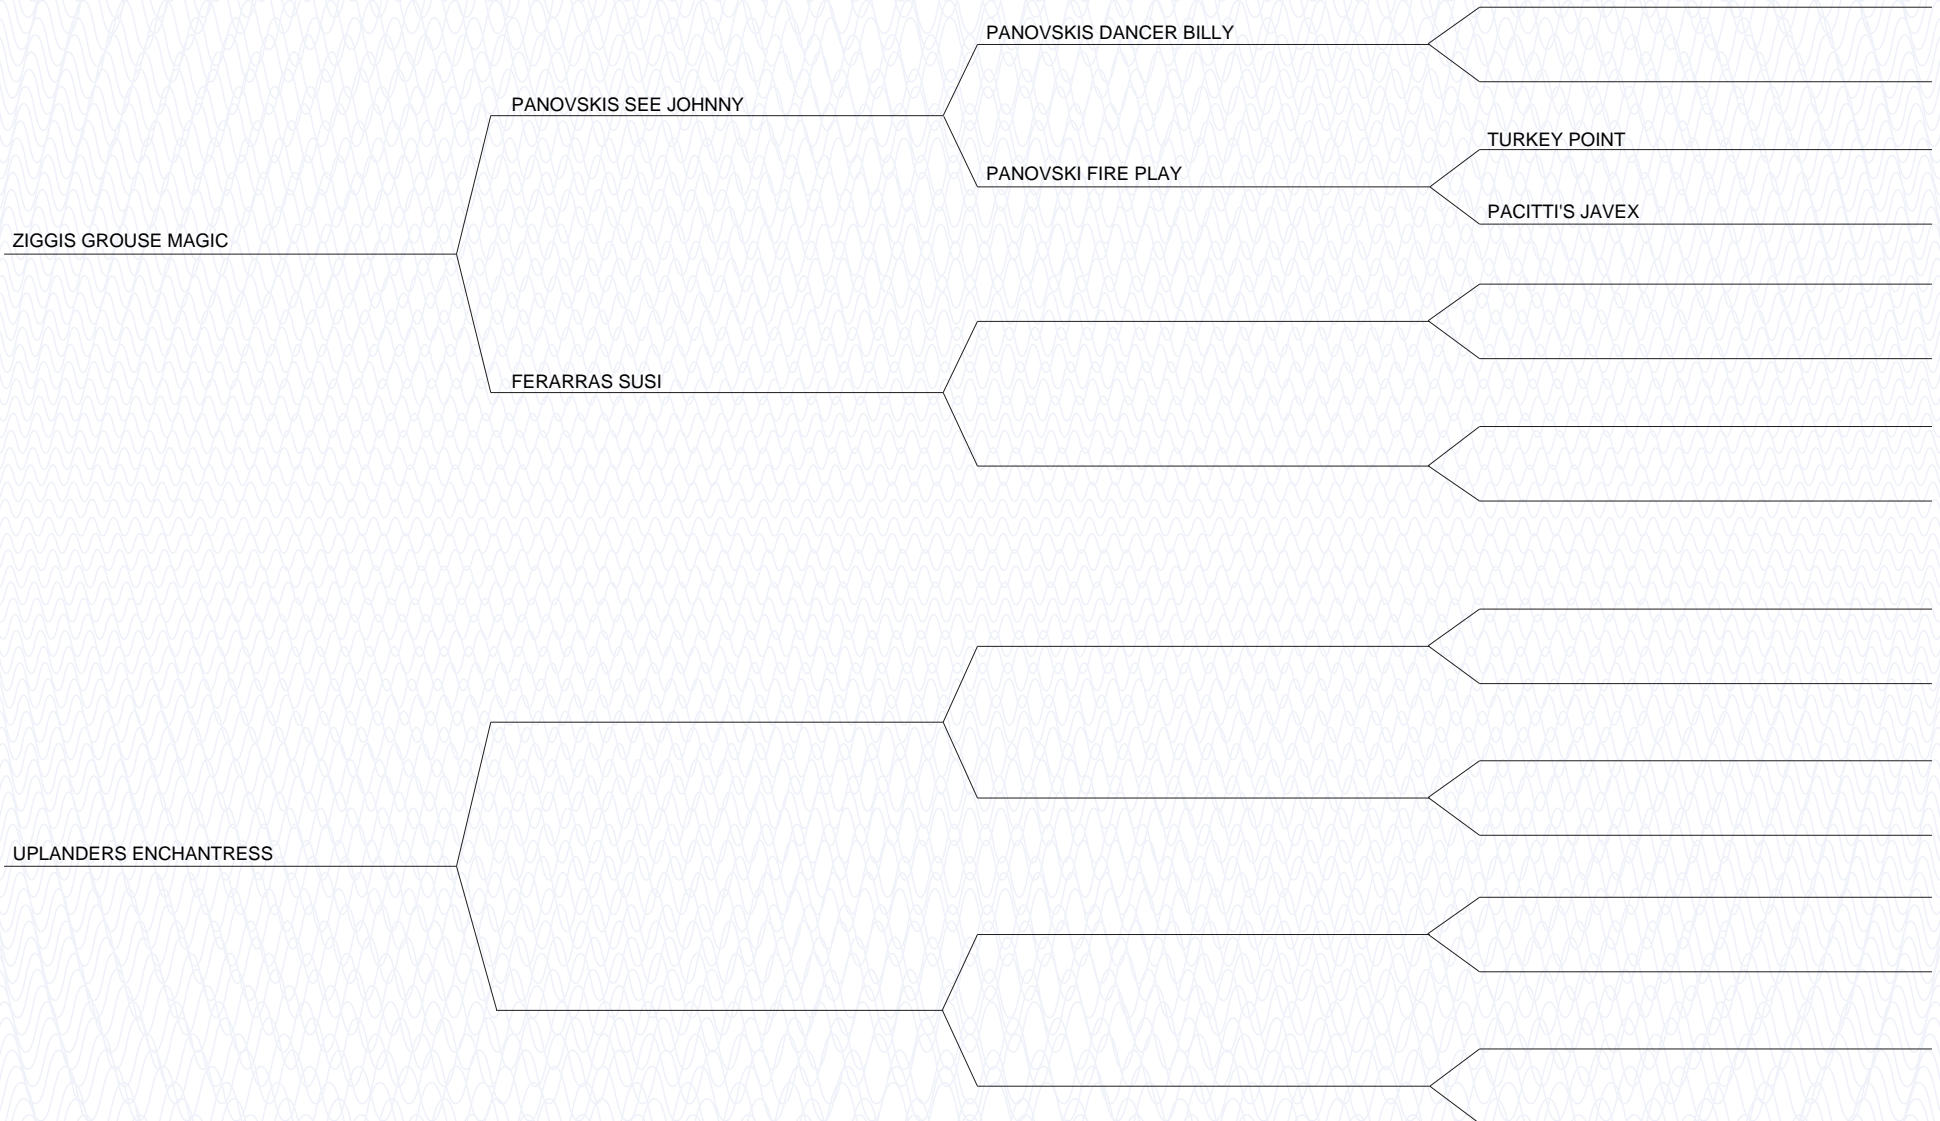 PANOVSKIS DANCER BILLY
PANOVSKIS SEE JOHNNY
TURKEY POINT
PANOVSKI FIRE PLAY
PACITTI'S JAVEX
ZIGGIS GROUSE MAGIC
FERARRAS SUSI
UPLANDERS ENCHANTRESS